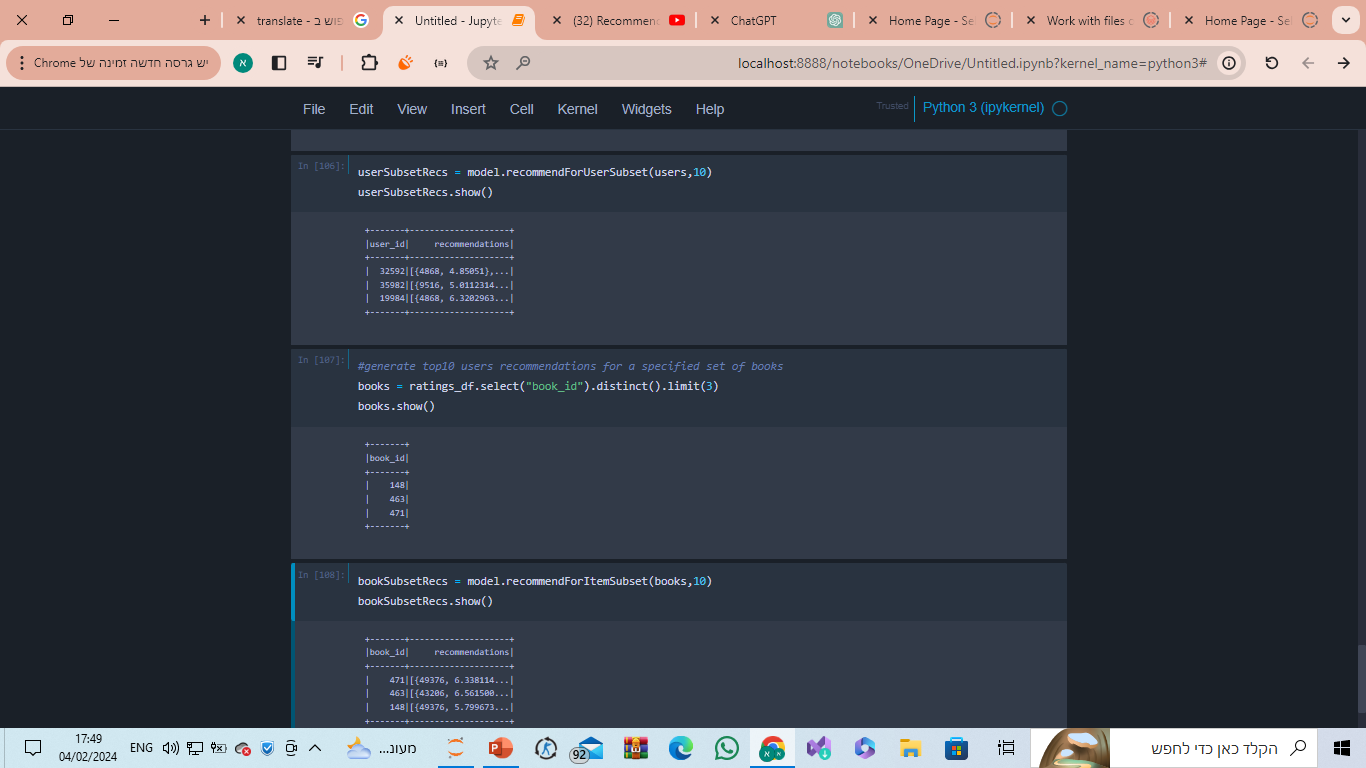 translate - חיפוש ב
Untitled - Jupyte
(32) Recommend
ChatGPT
Home Page - Sel
Work with files o
Home Page - Sel
יש גרסה חדשה זמינה של Chrome
א
localhost:8888/notebooks/OneDrive/Untitled.ipynb?kernel_name=python3#
File Edit View Insert Cell Kernel Widgets Help
Trusted
Python 3 (ipykernel)
In [106]:
userSubsetRecs = model.recommendForUserSubset(users,10)
userSubsetRecs.show()
+-------+--------------------+
|user_id|     recommendations|
+-------+--------------------+
|  32592|[{4868, 4.85051},...|
|  35982|[{9516, 5.0112314...|
|  19984|[{4868, 6.3202963...|
+-------+--------------------+
In [107]:
#generate top10 users recommendations for a specified set of books
books = ratings_df.select("book_id").distinct().limit(3)
books.show()
+-------+
|book_id|
+-------+
|    148|
|    463|
|    471|
+-------+
In [108]:
bookSubsetRecs = model.recommendForItemSubset(books,10)
bookSubsetRecs.show()
+-------+--------------------+
|book_id|     recommendations|
+-------+--------------------+
|    471|[{49376, 6.338114...|
|    463|[{43206, 6.561500...|
|    148|[{49376, 5.799673...|
+-------+--------------------+
17:49
04/02/2024
ENG
מעונ...
92
הקלד כאן כדי לחפש